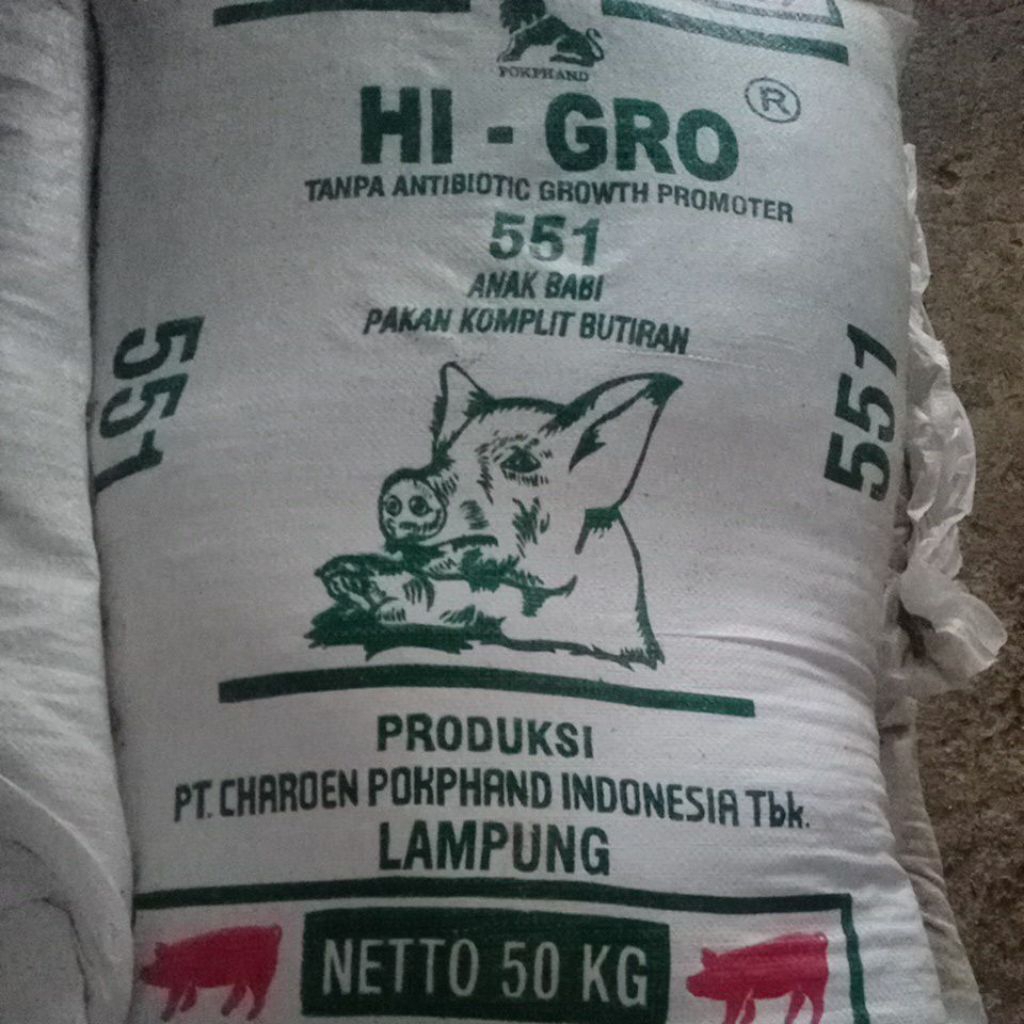 POKPHAND
HI - GRO ®
TANPA ANTIBIOTIC GROWTH PROMOTER
551
ANAK BABI
PAKAN KOMPLIT BUTIRAN
551
551
PRODUKSI
PT. CHAROEN POKPHAND INDONESIA Tbk.
LAMPUNG
NETTO 50 KG